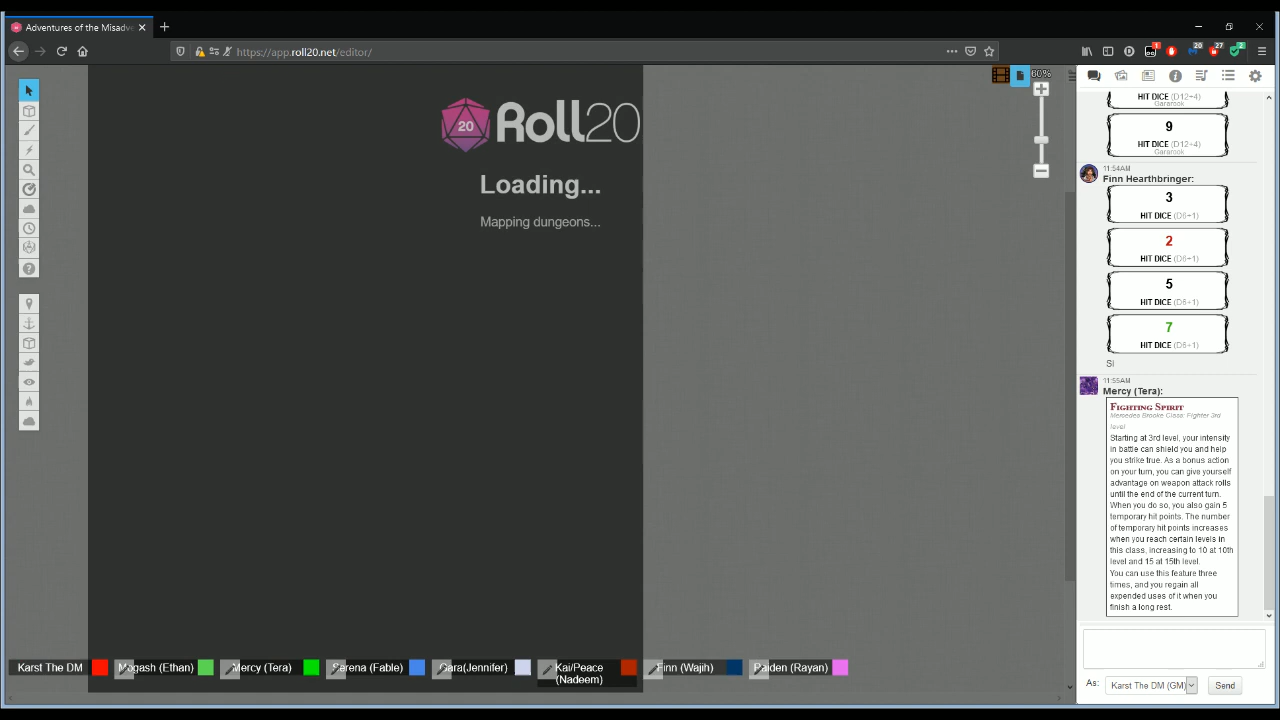 Adventures of the Misadve
https://app.roll20.net/editor/
1
20
27
2
60%
20
Roll20
Loading...
Mapping dungeons...
HIT DICE (D12+4)
Gararook
9
HIT DICE (D12+4)
Gararook
11:54AM
Finn Hearthbringer:
3
HIT DICE (D6+1)
2
HIT DICE (D6+1)
5
HIT DICE (D6+1)
7
HIT DICE (D6+1)
Si
11:55AM
Mercy (Tera):
Fighting Spirit
Mercedes Brooke Class: Fighter 3rd
level
Starting at 3rd level, your intensity
in battle can shield you and help
you strike true. As a bonus action
on your turn, you can give yourself
advantage on weapon attack rolls
until the end of the current turn.
When you do so, you also gain 5
temporary hit points. The number
of temporary hit points increases
when you reach certain levels in
this class, increasing to 10 at 10th
level and 15 at 15th level.
You can use this feature three
times, and you regain all
expended uses of it when you
finish a long rest.
As:
Karst The DM (GM)
Send
Karst The DM
Magash (Ethan)
Mercy (Tera)
Serena (Fable)
Gara(Jennifer)
Kai/Peace
(Nadeem)
Finn (Wajih)
Raiden (Rayan)